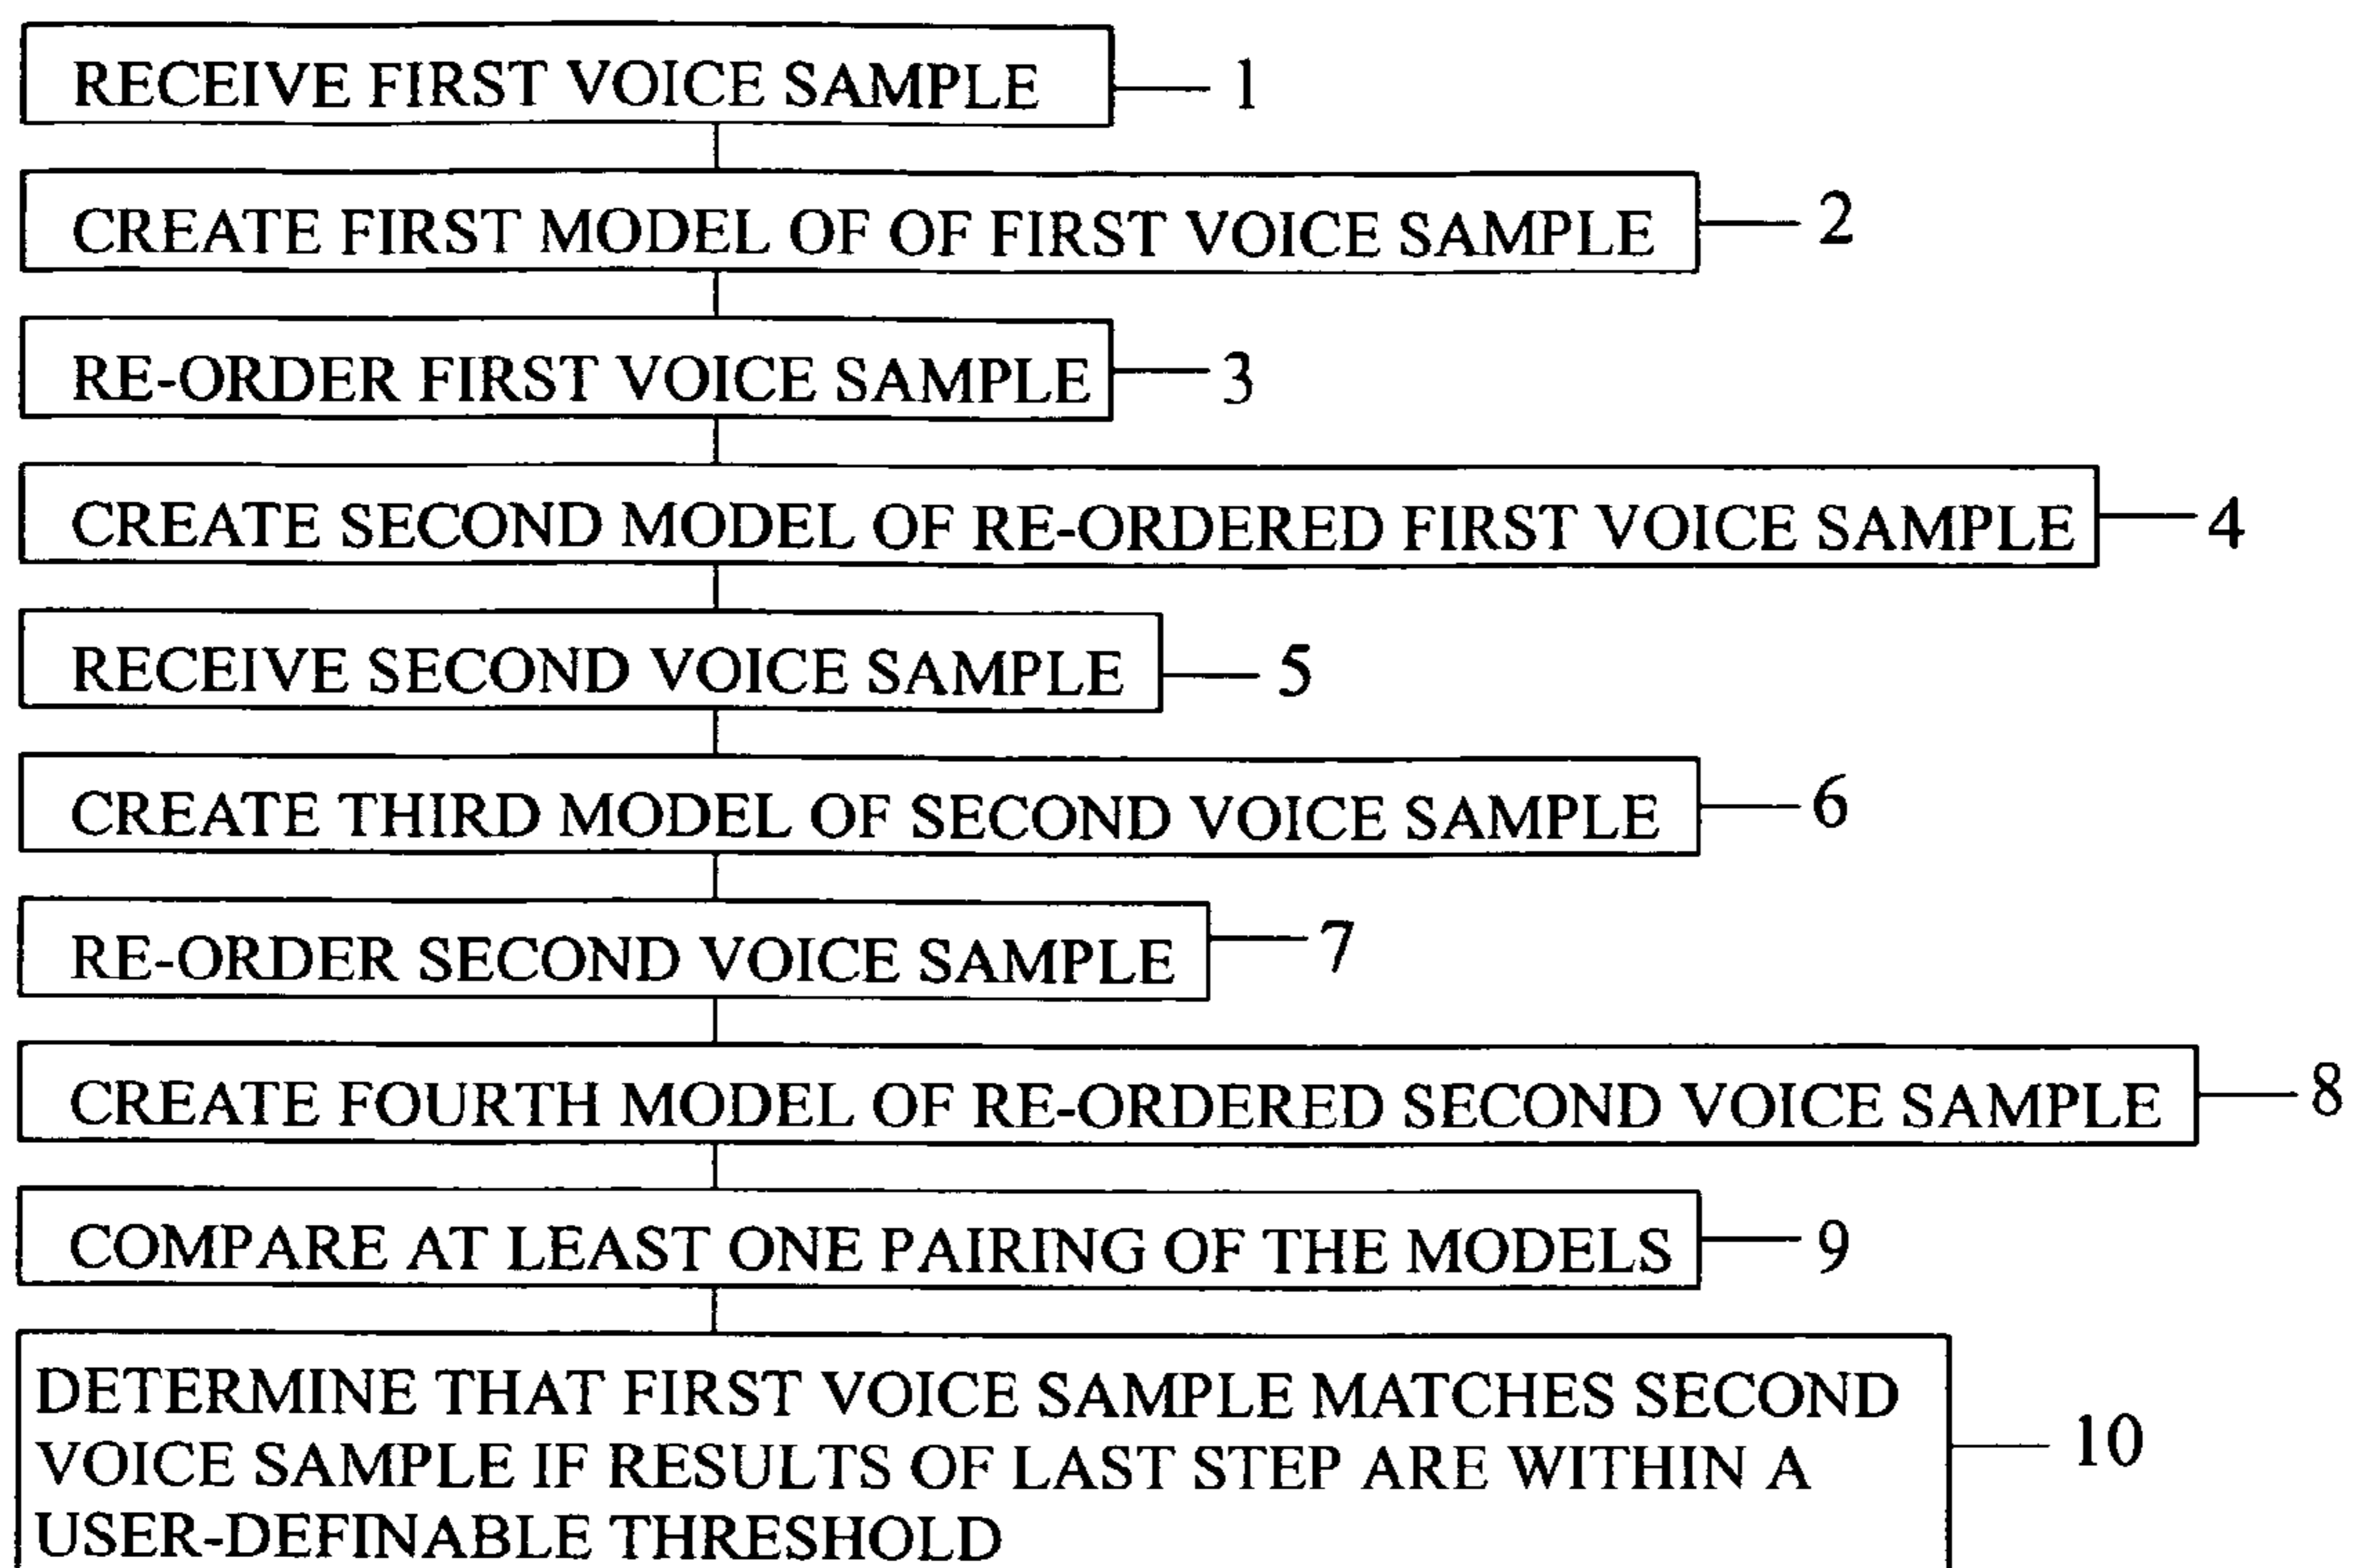 RECEIVE FIRST VOICE SAMPLE 1
CREATE FIRST MODEL OF OF FIRST VOICE SAMPLE 2
RE-ORDER FIRST VOICE SAMPLE 3
CREATE SECOND MODEL OF RE-ORDERED FIRST VOICE SAMPLE 4
RECEIVE SECOND VOICE SAMPLE 5
CREATE THIRD MODEL OF SECOND VOICE SAMPLE 6
RE-ORDER SECOND VOICE SAMPLE 7
CREATE FOURTH MODEL OF RE-ORDERED SECOND VOICE SAMPLE 8
COMPARE AT LEAST ONE PAIRING OF THE MODELS 9
DETERMINE THAT FIRST VOICE SAMPLE MATCHES SECOND
VOICE SAMPLE IF RESULTS OF LAST STEP ARE WITHIN A 10
USER-DEFINABLE THRESHOLD